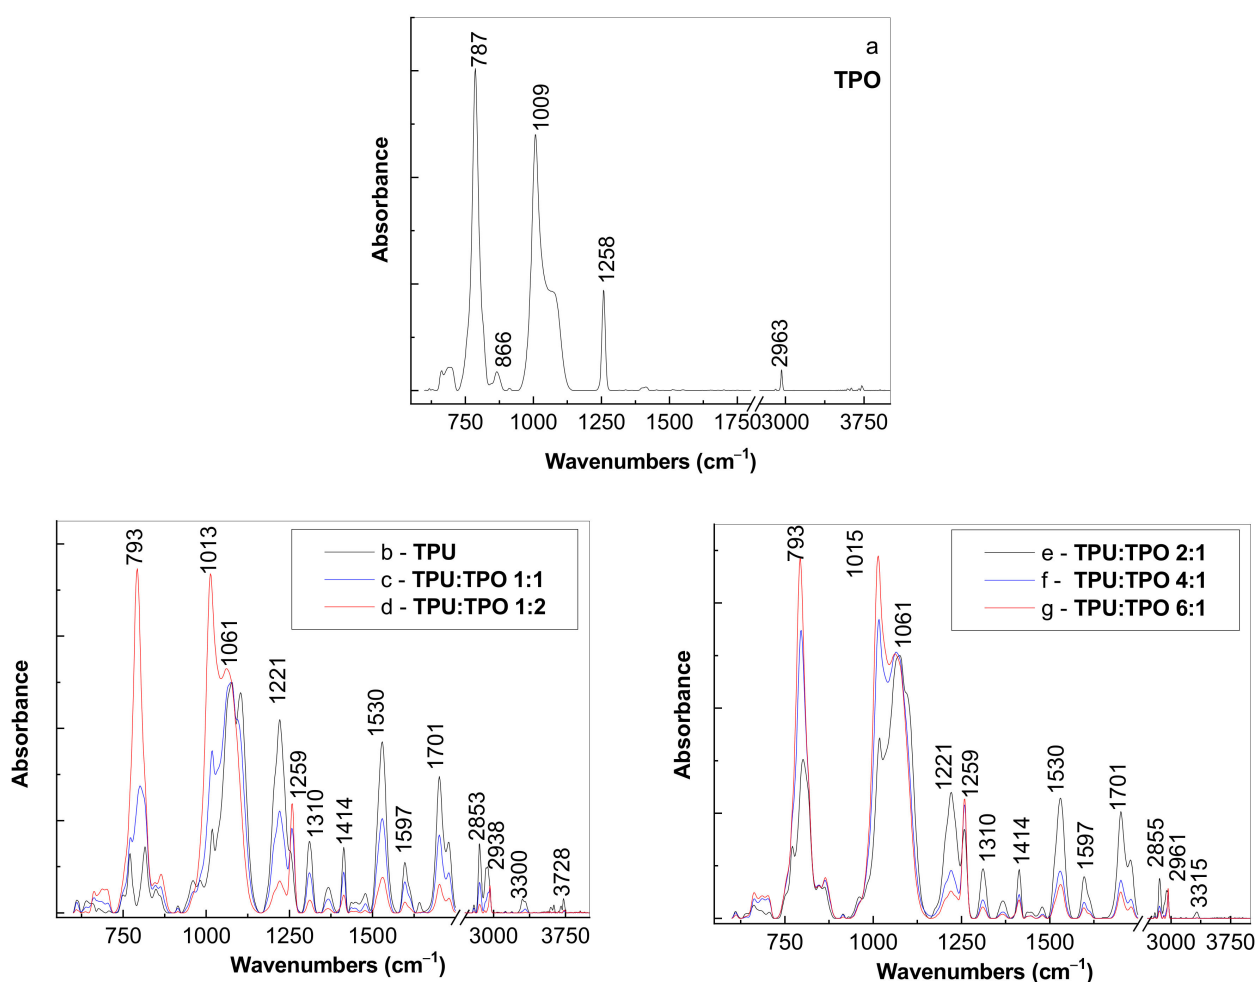 a
TPO
787
1009
1258
866
2963
Absorbance
750 1000 1250 1500 1750 3000 3750
Wavenumbers (cm−1)
b - TPU
c - TPU:TPO 1:1
d - TPU:TPO 1:2
793
1013
1061
1221
1259
1310
1414
1530
1597
1701
2853
2938
3300
3728
Absorbance
750 1000 1250 1500 3000 3750
Wavenumbers (cm−1)
e - TPU:TPO 2:1
f - TPU:TPO 4:1
g - TPU:TPO 6:1
793
1015
1061
1221
1259
1310
1414
1530
1597
1701
2855
2961
3315
Absorbance
750 1000 1250 1500 3000 3750
Wavenumbers (cm−1)